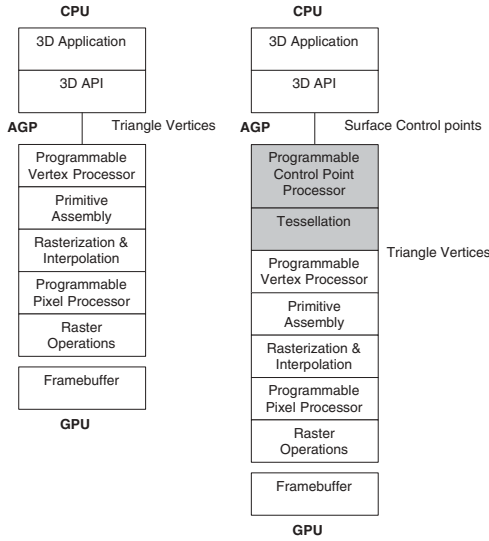 CPU
3D Application
3D API
AGP
Triangle Vertices
Programmable
Vertex Processor
Primitive
Assembly
Rasterization &
Interpolation
Programmable
Pixel Processor
Raster
Operations
Framebuffer
GPU
CPU
3D Application
3D API
AGP
Surface Control points
Programmable
Control Point
Processor
Tessellation
Triangle Vertices
Programmable
Vertex Processor
Primitive
Assembly
Rasterization &
Interpolation
Programmable
Pixel Processor
Raster
Operations
Framebuffer
GPU